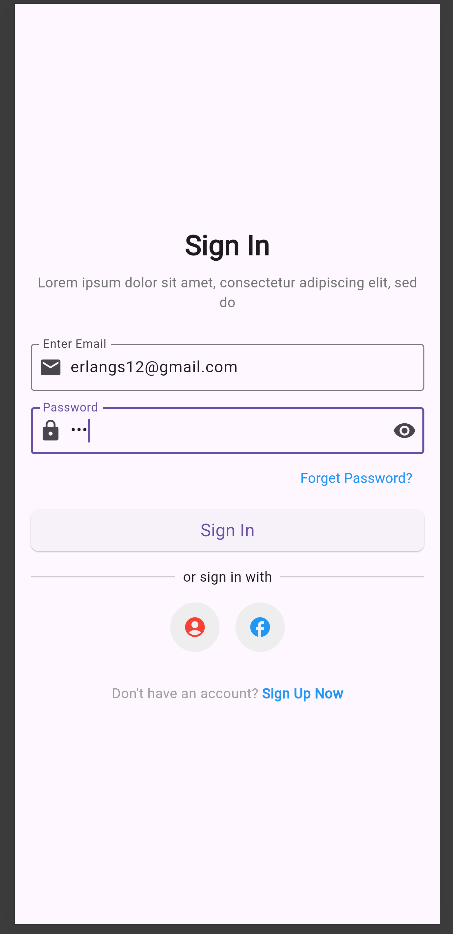 Sign In
Lorem ipsum dolor sit amet, consectetur adipiscing elit, sed
do
Enter Email
erlangs12@gmail.com
Password
•••
Forget Password?
Sign In
or sign in with
Don't have an account? Sign Up Now